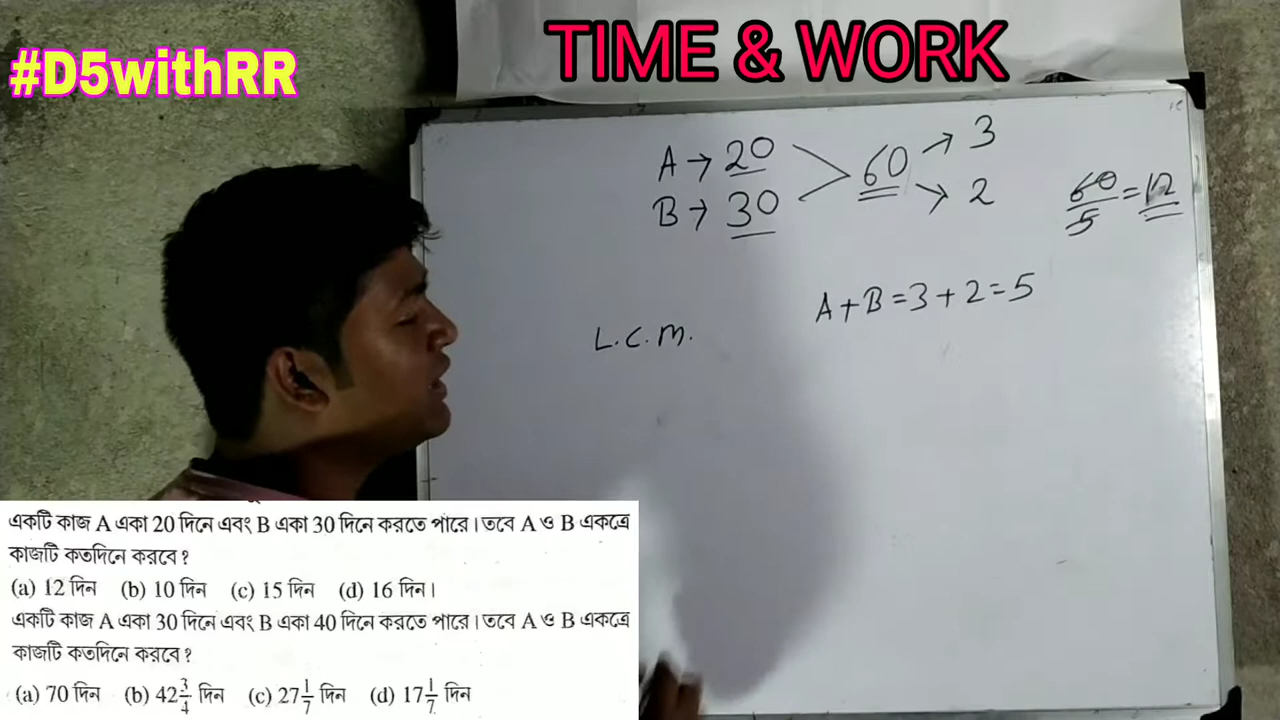 #D5withRR
TIME & WORK
A → 20
B → 30
60
→ 3
→ 2
60/5 = 12
A + B = 3 + 2 = 5
L.C.M.
একটি কাজ A একা 20 দিনে এবং B একা 30 দিনে করতে পারে। তবে A ও B একত্রে
কাজটি কতদিনে করবে?
(a) 12 দিন (b) 10 দিন (c) 15 দিন (d) 16 দিন।
একটি কাজ A একা 30 দিনে এবং B একা 40 দিনে করতে পারে। তবে A ও B একত্রে
কাজটি কতদিনে করবে?
(a) 70 দিন (b) 42 3/4 দিন (c) 27 1/7 দিন (d) 17 1/7 দিন